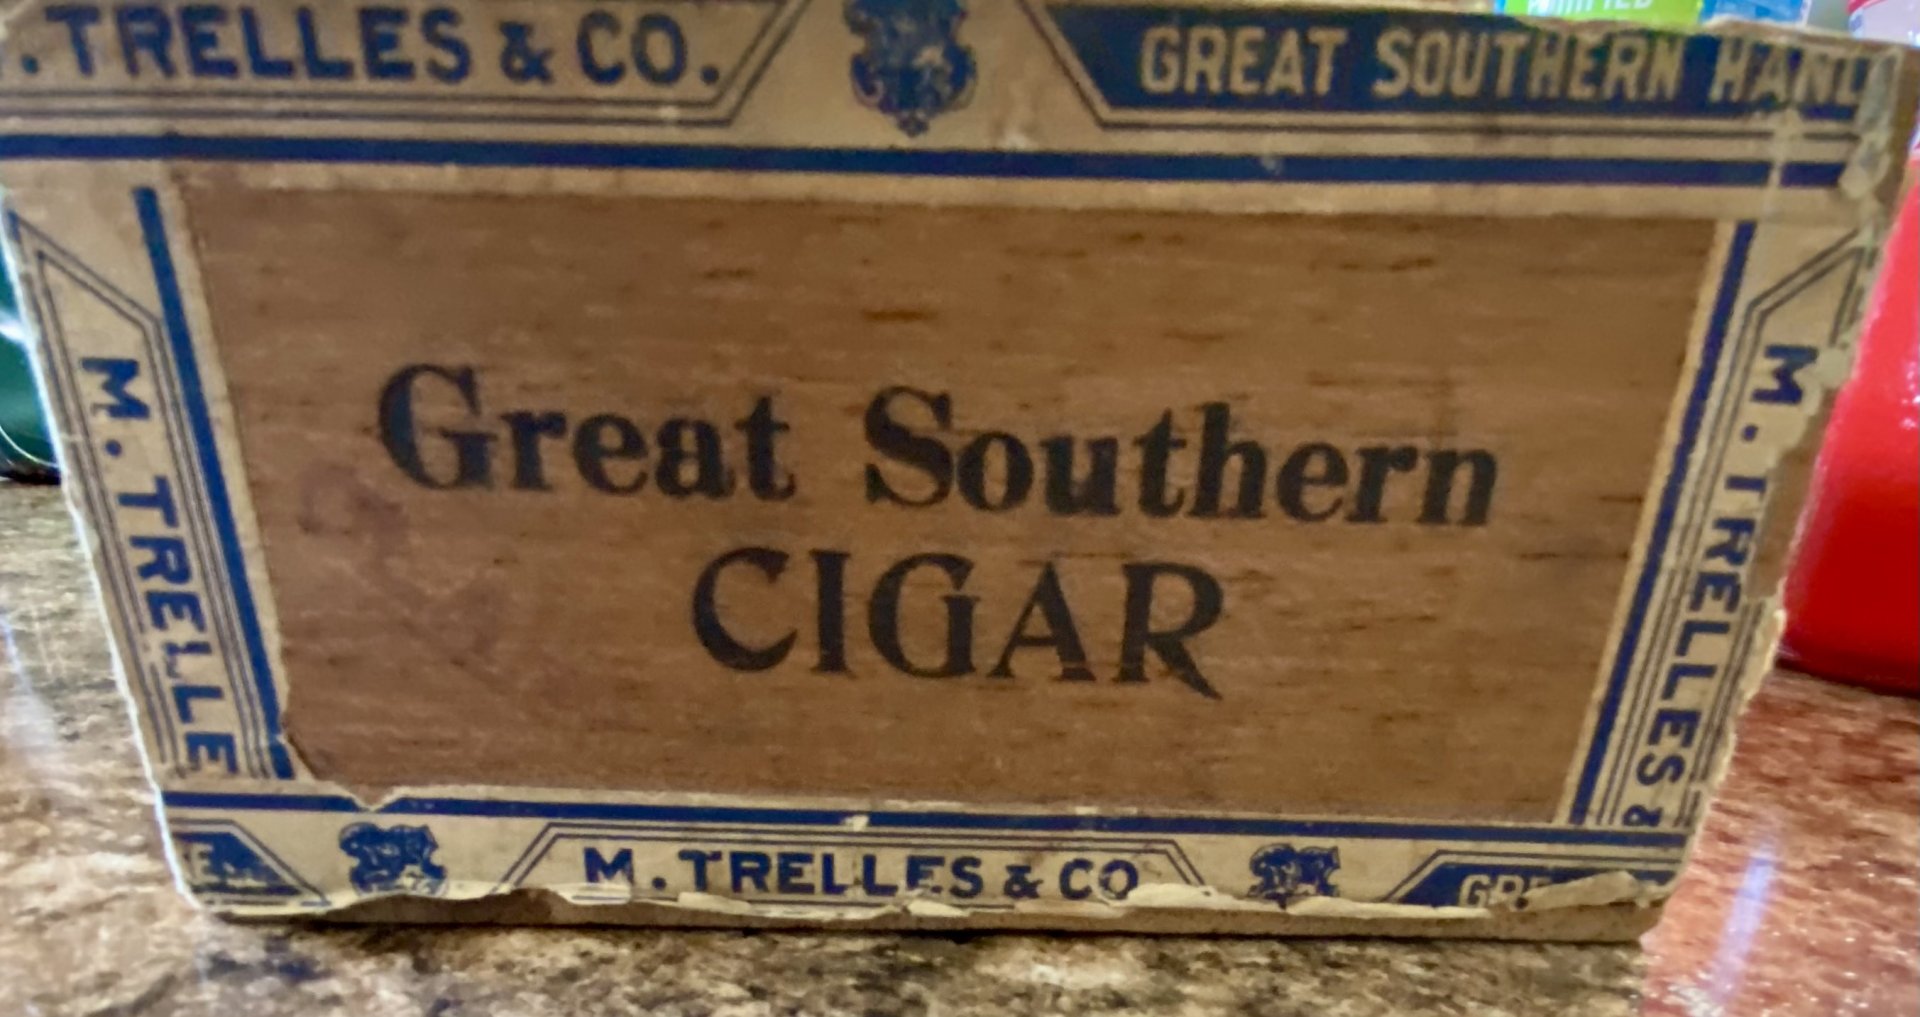 . TRELLES & CO.
GREAT SOUTHERN HAND
M. TRELLE
Great Southern
CIGAR
M. TRELLES &
M. TRELLES & CO